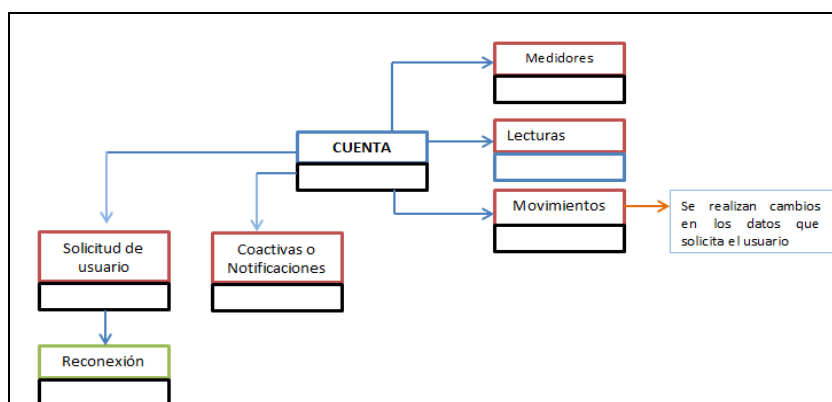 Medidores
CUENTA
Lecturas
Movimientos
Se realizan cambios
en los datos que
solicita el usuario
Solicitud de
usuario
Coactivas o
Notificaciones
Reconexión